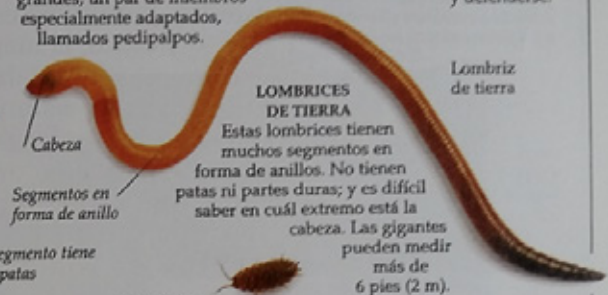 especialmente adaptados,
llamados pedipalpos.
LOMBRICES
DE TIERRA
Estas lombrices tienen
muchos segmentos en
forma de anillos. No tienen
patas ni partes duras; y es difícil
saber en cuál extremo está la
cabeza. Las gigantes
pueden medir
más de
6 pies (2 m).
Lombriz
de tierra
Cabeza
Segmentos en
forma de anillo
tiene
patas